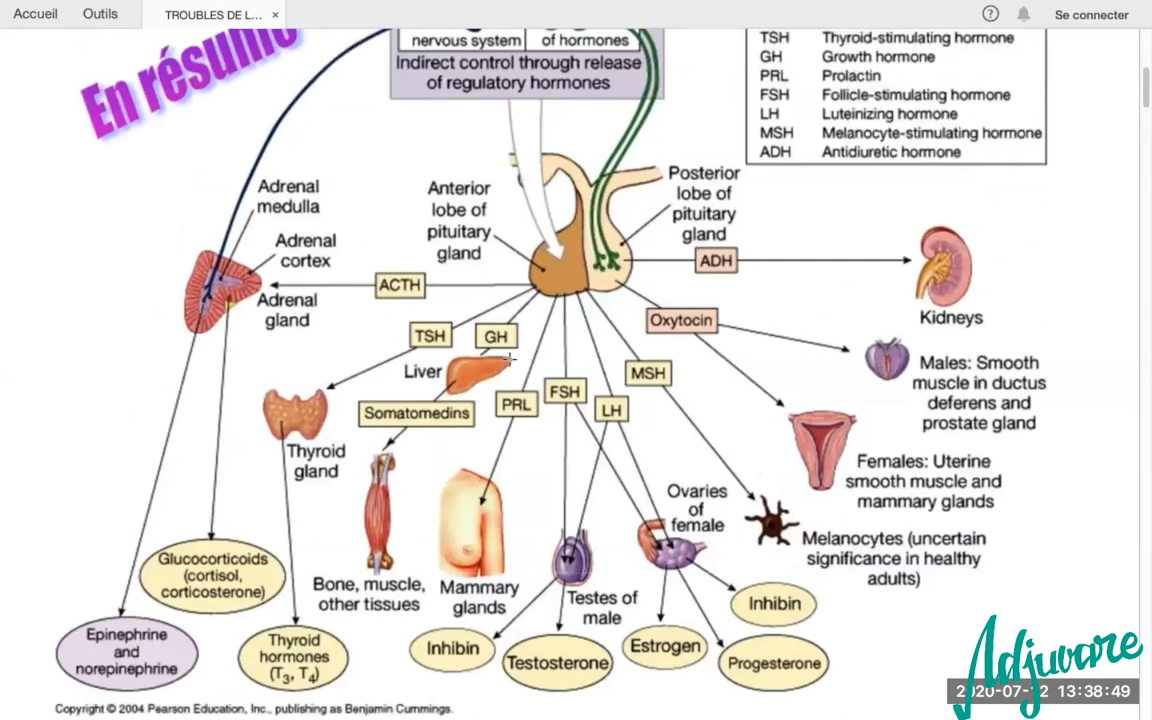 Accueil Outils TROUBLES DE L... × Se connecter
En résumé
nervous system
of hormones
Indirect control through release
of regulatory hormones
TSH Thyroid-stimulating hormone
GH Growth hormone
PRL Prolactin
FSH Follicle-stimulating hormone
LH Luteinizing hormone
MSH Melanocyte-stimulating hormone
ADH Antidiuretic hormone
Adrenal
medulla
Adrenal
cortex
Adrenal
gland
Anterior
lobe of
pituitary
gland
Posterior
lobe of
pituitary
gland
ACTH
ADH
Kidneys
TSH
GH
Oxytocin
Liver
Somatomedins
PRL
FSH
LH
MSH
Males: Smooth
muscle in ductus
deferens and
prostate gland
Thyroid
gland
Females: Uterine
smooth muscle and
mammary glands
Ovaries
of
female
Melanocytes (uncertain
significance in healthy
adults)
Glucocorticoids
(cortisol,
corticosterone)
Bone, muscle,
other tissues
Mammary
glands
Testes of
male
Inhibin
Epinephrine
and
norepinephrine
Thyroid
hormones
(T3, T4)
Inhibin
Testosterone
Estrogen
Progesterone
Adjuware
2020-07-12 13:38:49
Copyright © 2004 Pearson Education, Inc., publishing as Benjamin Cummings.